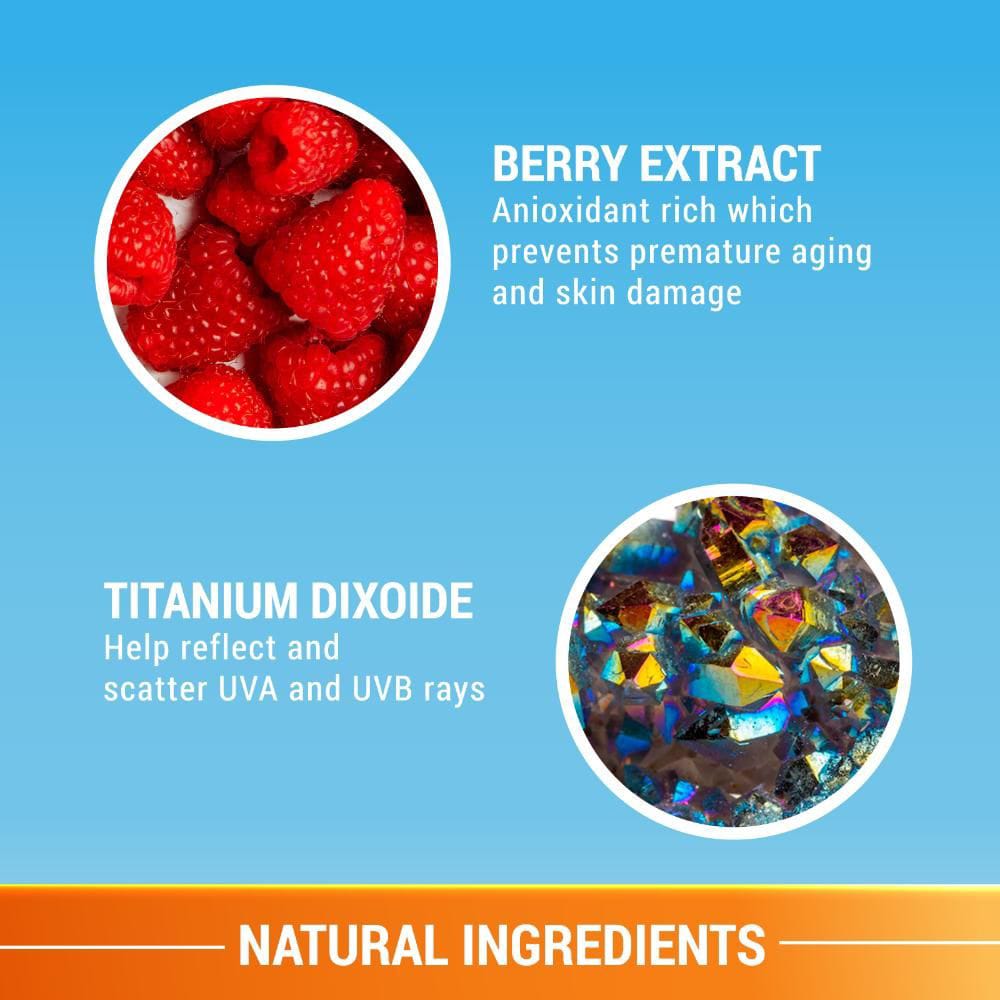 BERRY EXTRACT
Anioxidant rich which
prevents premature aging
and skin damage
TITANIUM DIXOIDE
Help reflect and
scatter UVA and UVB rays
NATURAL INGREDIENTS